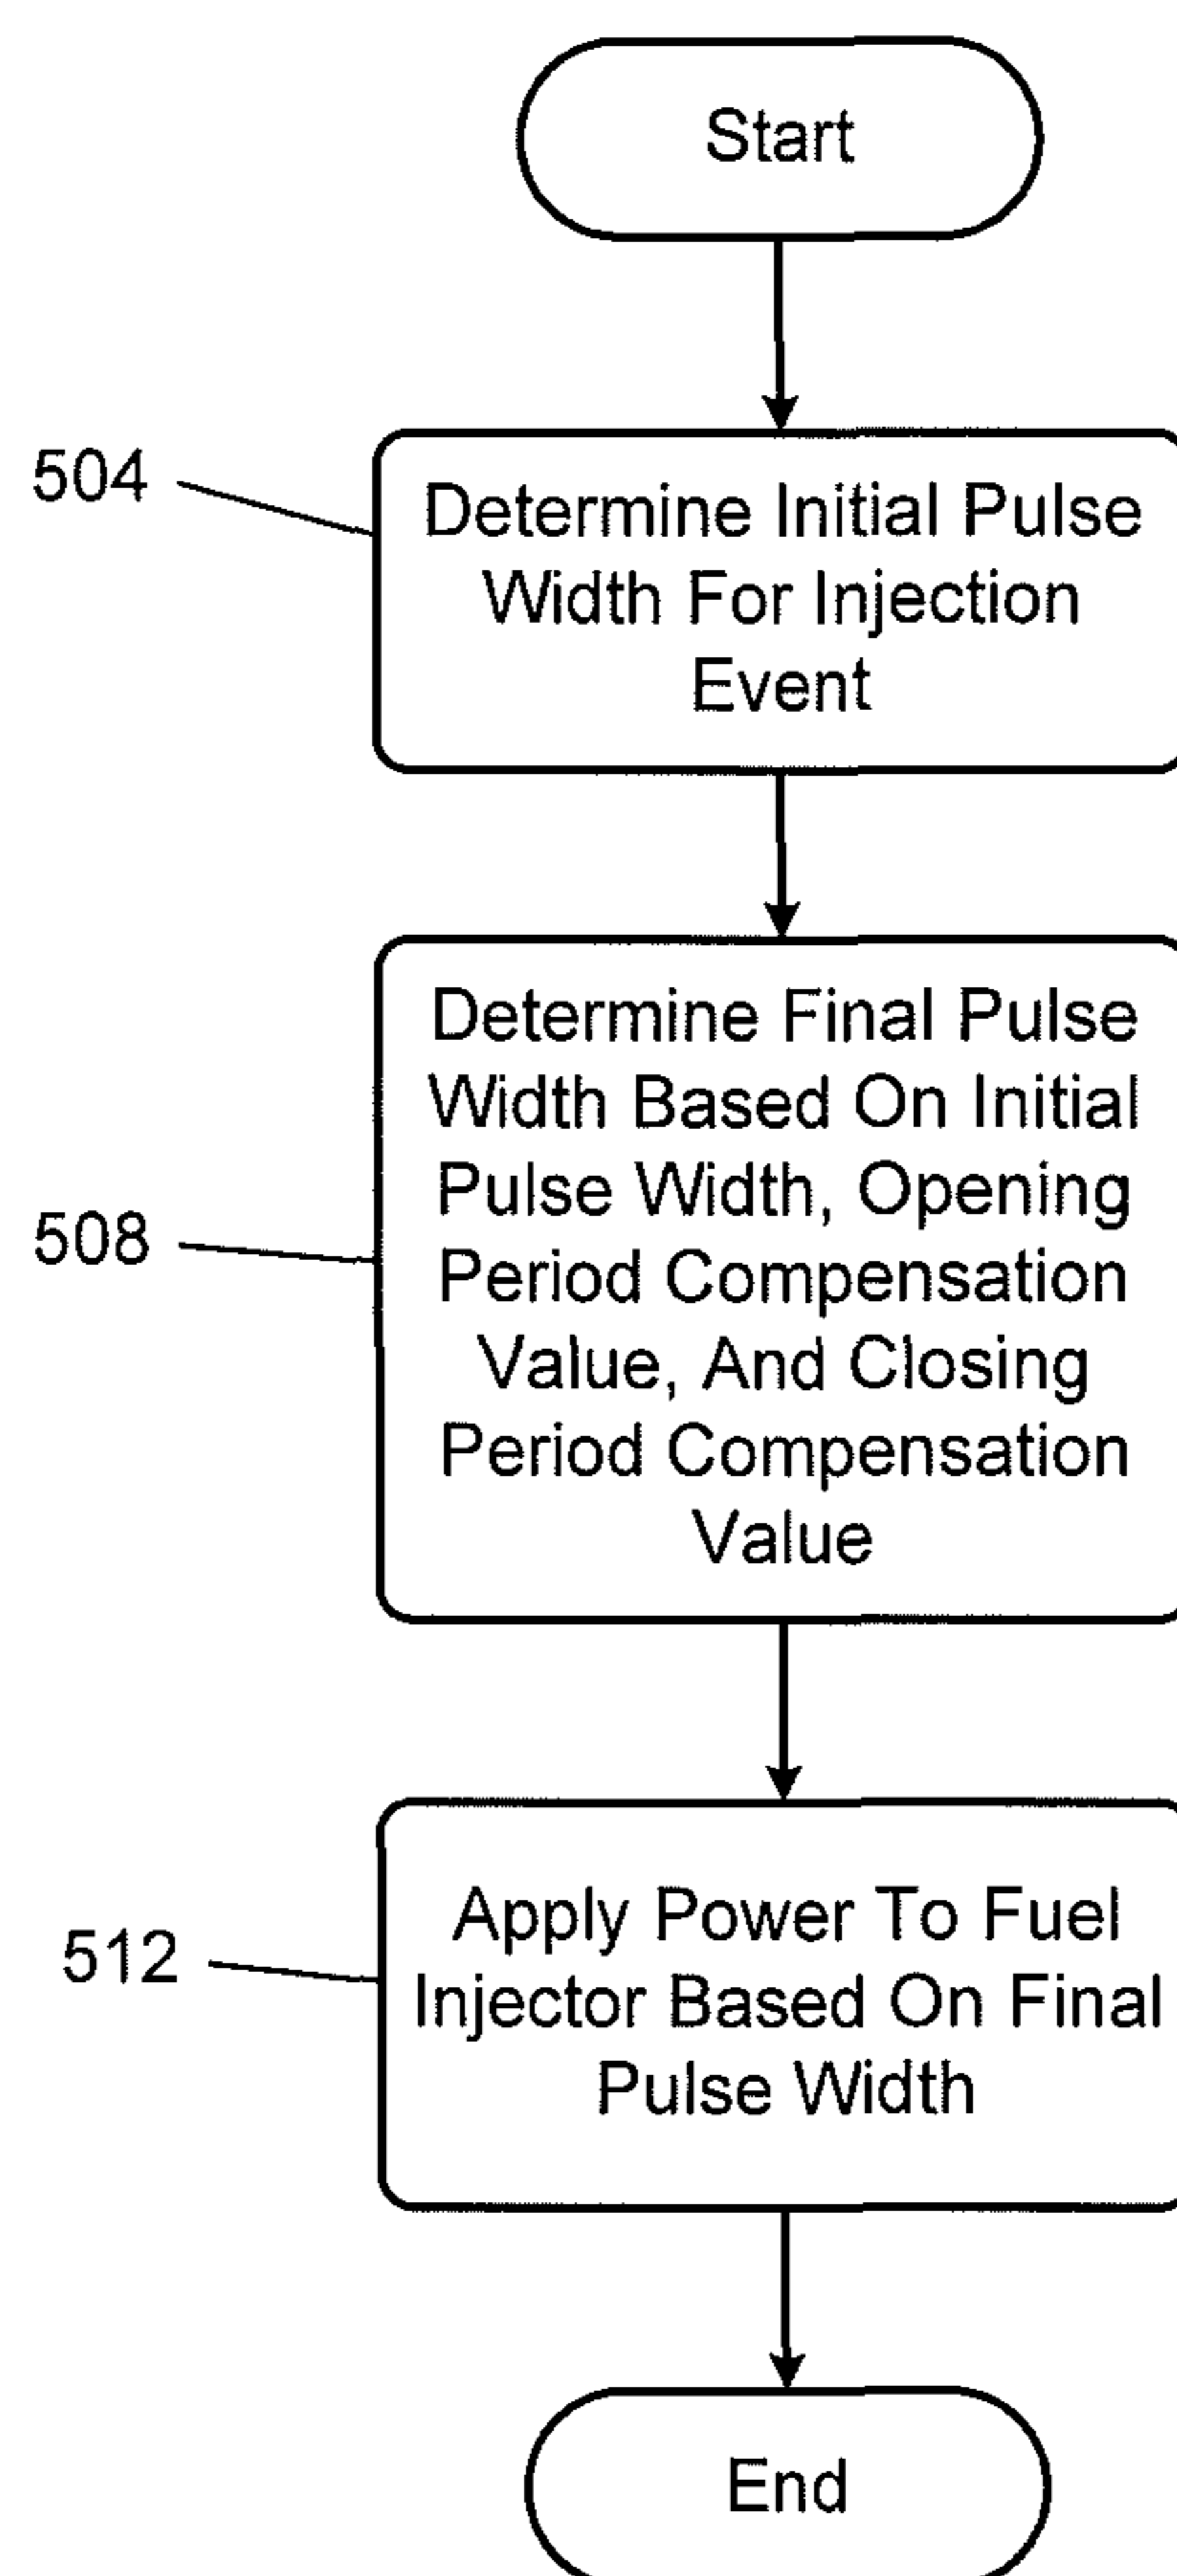 Start
504
Determine Initial Pulse
Width For Injection
Event
508
Determine Final Pulse
Width Based On Initial
Pulse Width, Opening
Period Compensation
Value, And Closing
Period Compensation
Value
512
Apply Power To Fuel
Injector Based On Final
Pulse Width
End